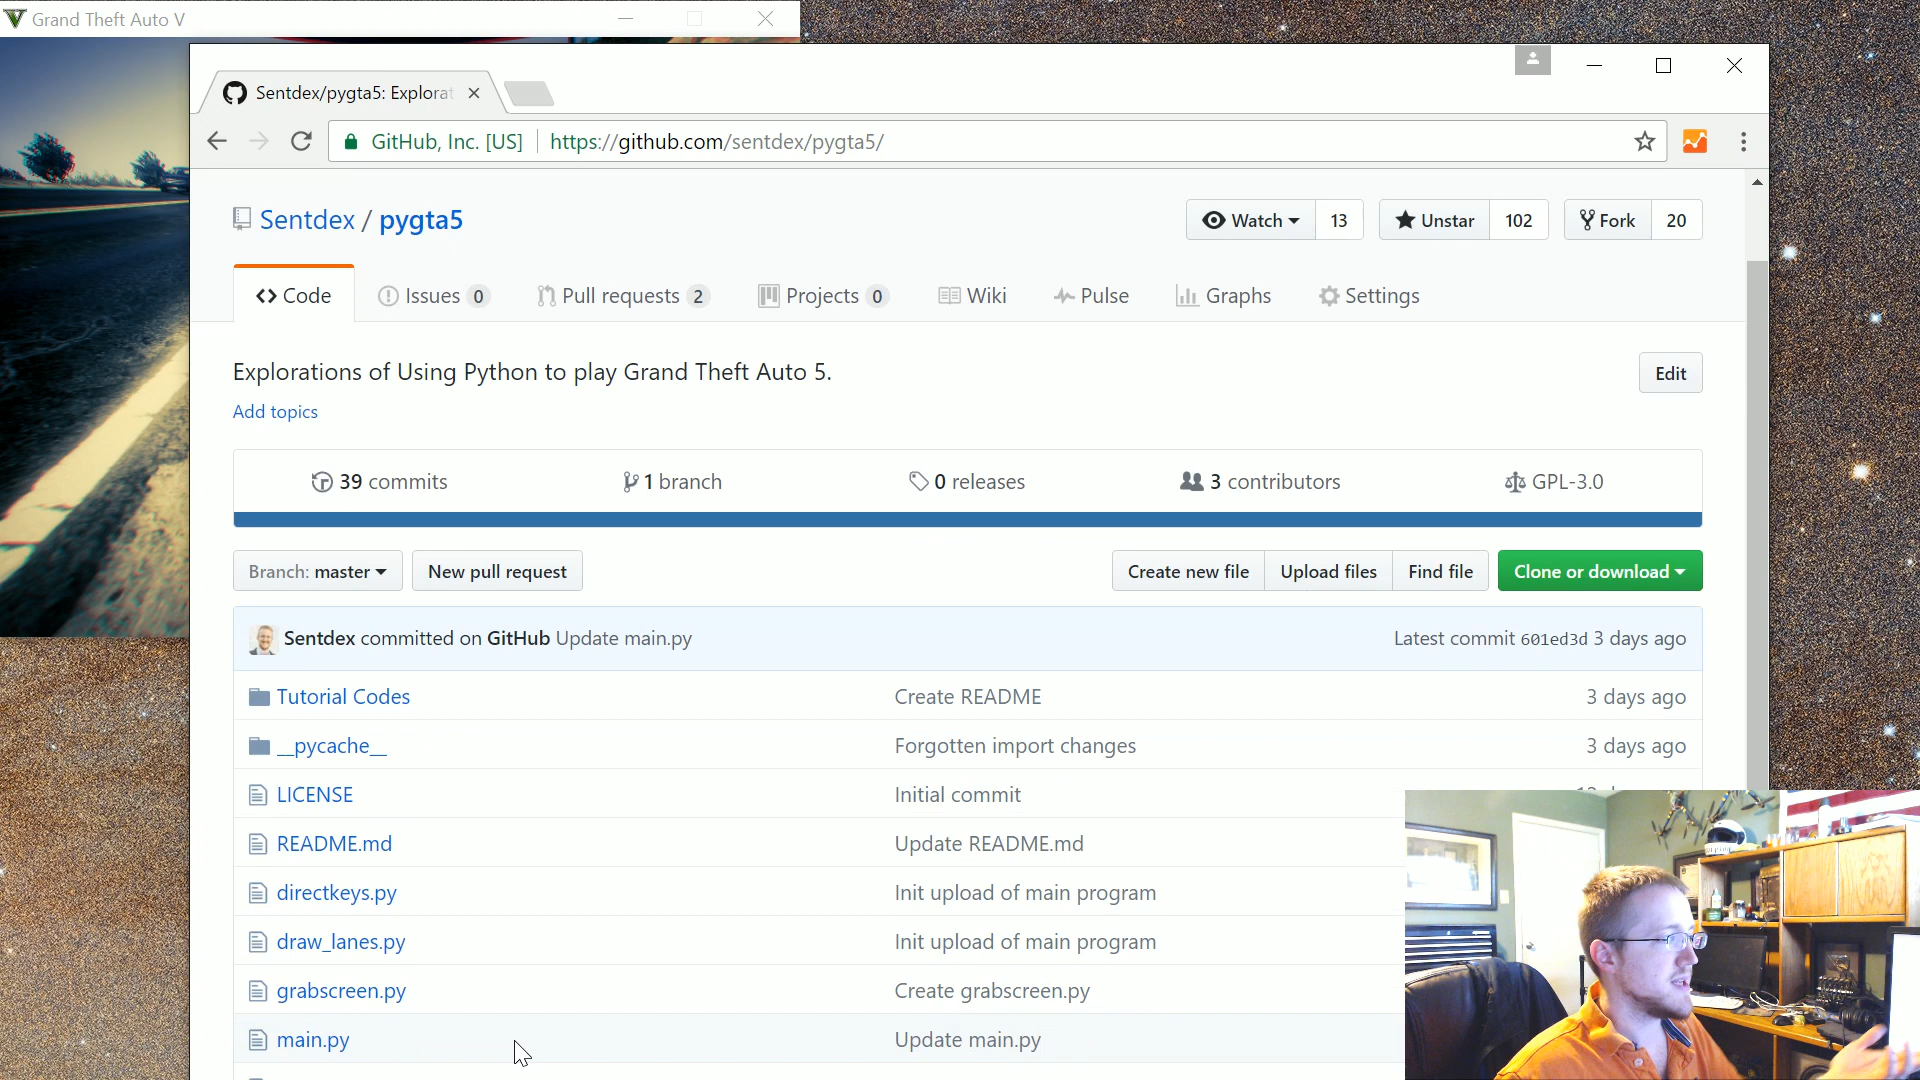 Grand Theft Auto V
Sentdex/pygta5: Explorat
GitHub, Inc. [US] https://github.com/sentdex/pygta5/
Sentdex / pygta5
Watch 13 Unstar 102 Fork 20
Code Issues 0 Pull requests 2 Projects 0 Wiki Pulse Graphs Settings
Explorations of Using Python to play Grand Theft Auto 5.
Edit
Add topics
39 commits 1 branch 0 releases 3 contributors GPL-3.0
Branch: master New pull request Create new file Upload files Find file Clone or download
Sentdex committed on GitHub Update main.py Latest commit 601ed3d 3 days ago
Tutorial Codes Create README 3 days ago
__pycache__ Forgotten import changes 3 days ago
LICENSE Initial commit
README.md Update README.md
directkeys.py Init upload of main program
draw_lanes.py Init upload of main program
grabscreen.py Create grabscreen.py
main.py Update main.py